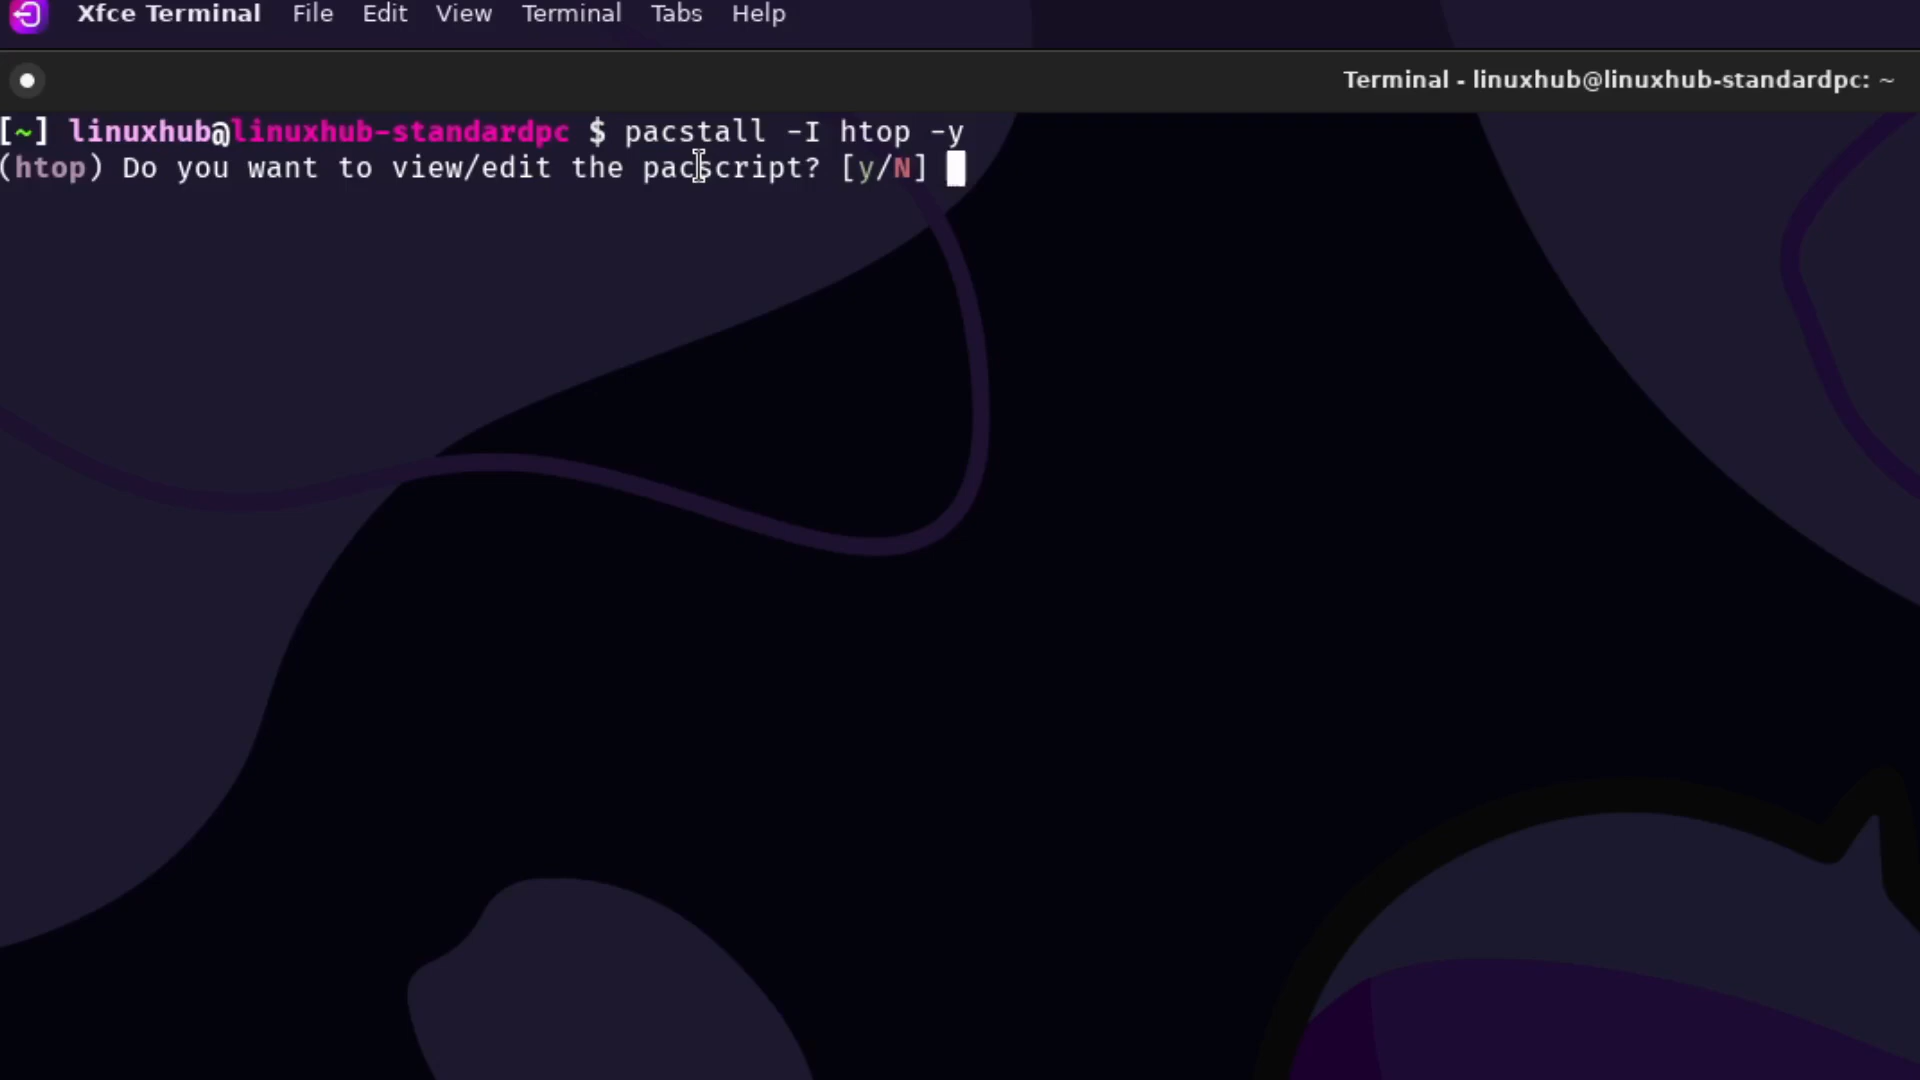 Xfce Terminal File Edit View Terminal Tabs Help
Terminal - linuxhub@linuxhub-standardpc: ~
[~] linuxhub@linuxhub-standardpc $ pacstall -I htop -y
(htop) Do you want to view/edit the pacscript? [y/N]